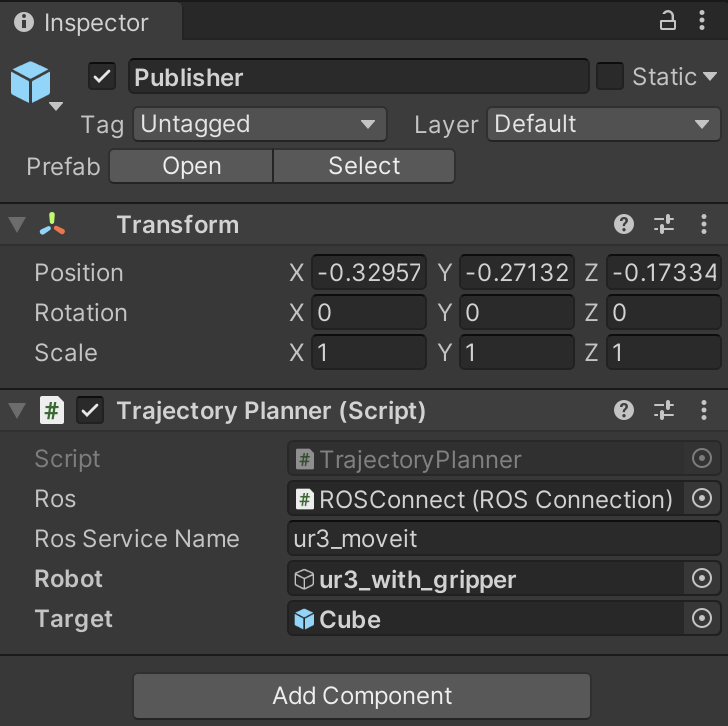 Inspector
Publisher
Static
Tag Untagged Layer Default
Prefab Open Select
Transform
Position X -0.32957 Y -0.27132 Z -0.17334
Rotation X 0 Y 0 Z 0
Scale X 1 Y 1 Z 1
# Trajectory Planner (Script)
Script # TrajectoryPlanner
Ros # ROSConnect (ROS Connection)
Ros Service Name ur3_moveit
Robot ur3_with_gripper
Target Cube
Add Component